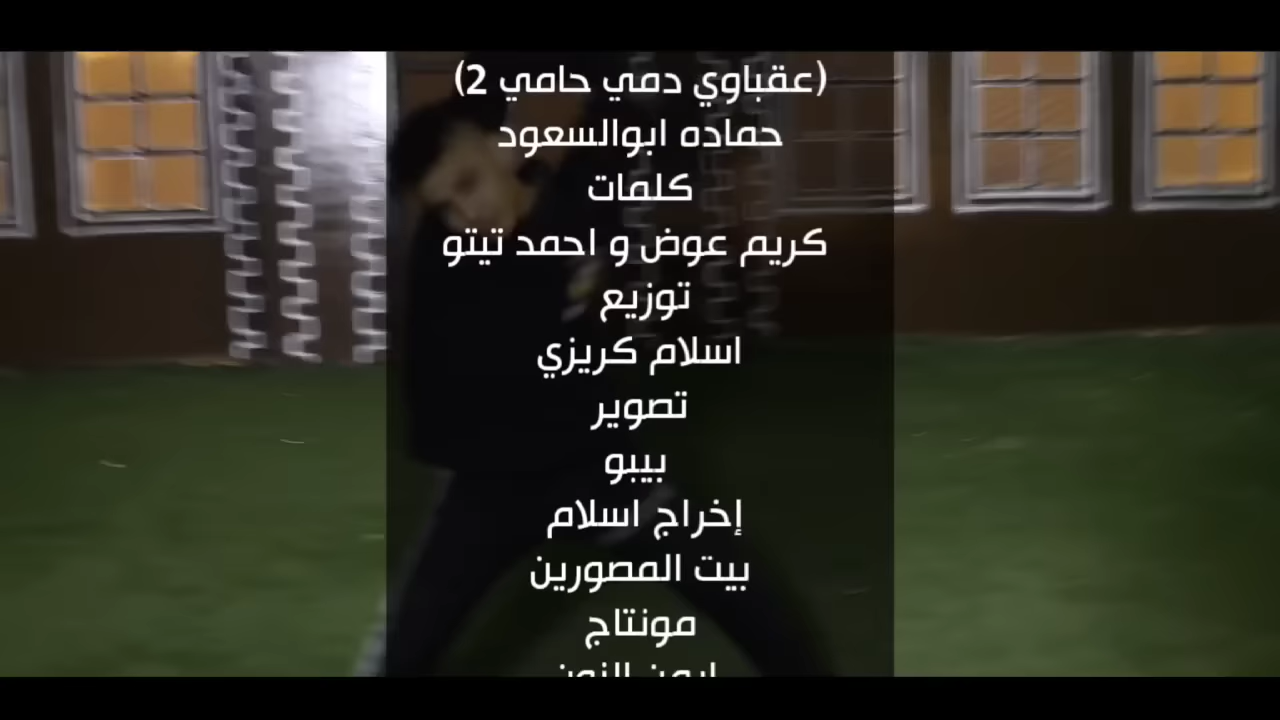 (عقباوي دمي حامي 2)
حماده ابوالسعود
كلمات
كريم عوض و احمد تيتو
توزيع
اسلام كريزي
تصوير
بيبو
إخراج اسلام
بيت المصورين
مونتاج